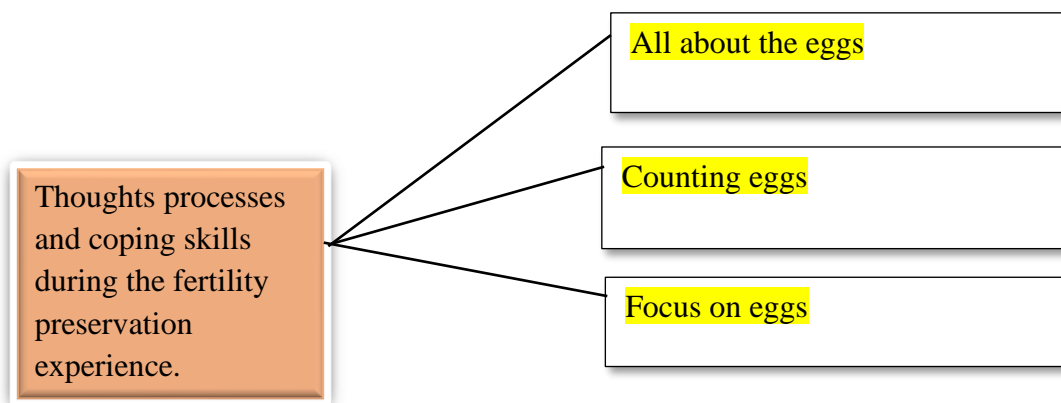 All about the eggs
Counting eggs
Thoughts processes
and coping skills
during the fertility
preservation
experience.
Focus on eggs